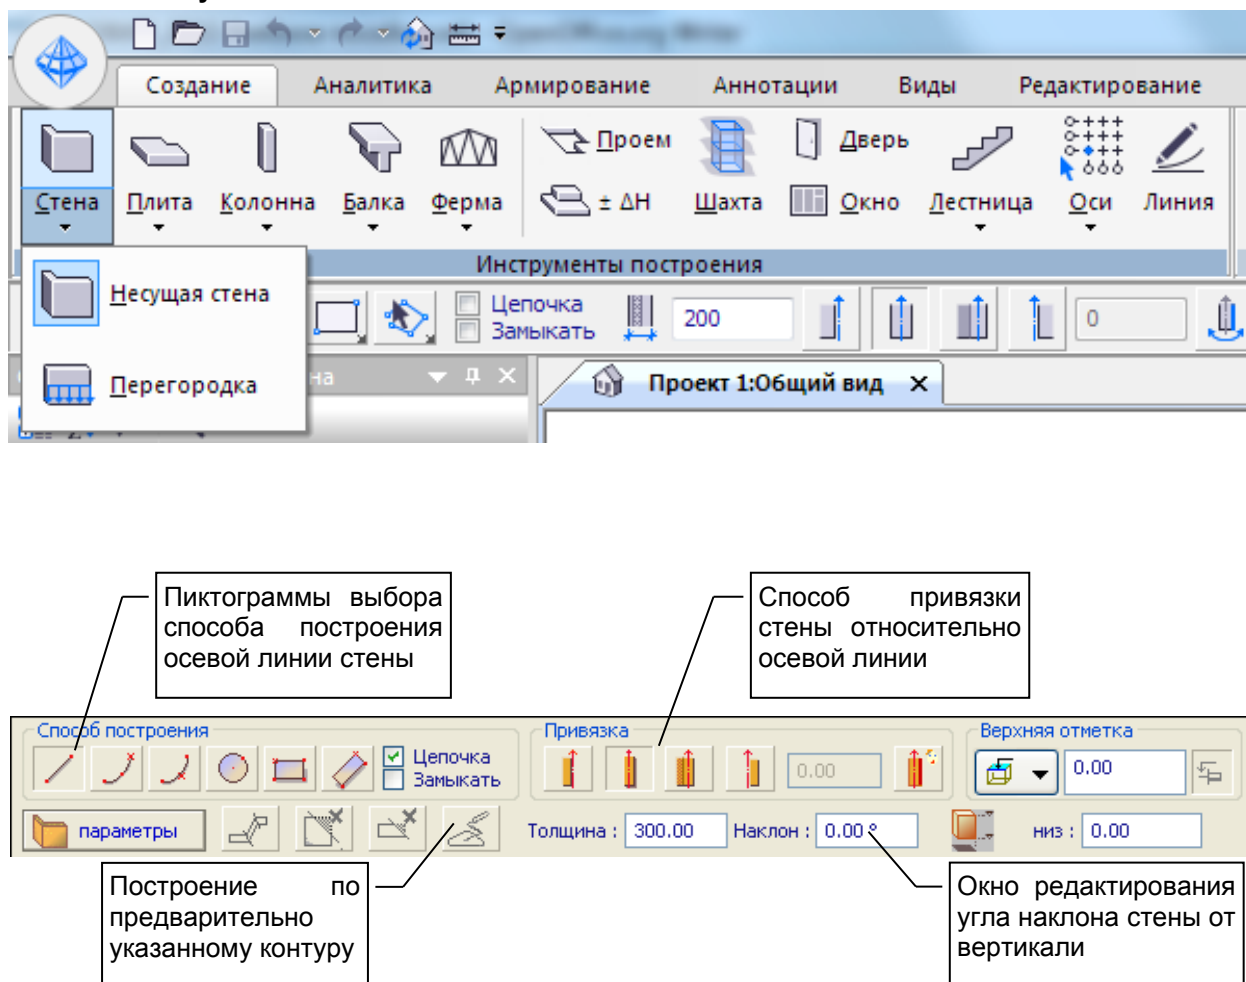 Создание Аналитика Армирование Аннотации Виды Редактирование
Проем Дверь
Стена Плита Колонна Балка Ферма ± ΔН Шахта Окно Лестница Оси Линия
Инструменты построения
Несущая стена
Цепочка
Замыкать
200
0
Перегородка
на
Проект 1:Общий вид
Пиктограммы выбора
способа построения
осевой линии стены
Способ привязки
стены относительно
осевой линии
Способ построения
Привязка
Верхняя отметка
Цепочка
Замыкать
0.00
0.00
параметры
Толщина : 300.00
Наклон : 0.00 º
низ : 0.00
Построение по
предварительно
указанному контуру
Окно редактирования
угла наклона стены от
вертикали